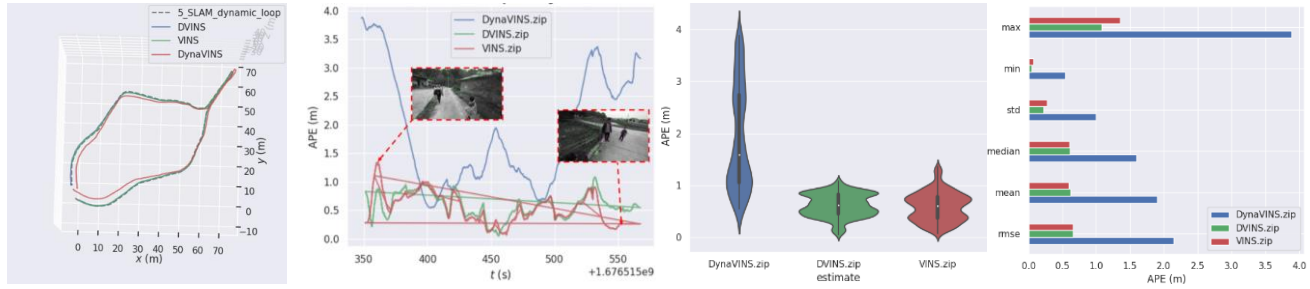 5_SLAM_dynamic_loop
DVINS
VINS
DynaVINS
70
60
50
40
30
20
10
0
−10
y (m)
0 10 20 30 40 50 60 70
x (m)
DynaVINS.zip
DVINS.zip
VINS.zip
4.0
3.5
3.0
2.5
2.0
1.5
1.0
0.5
0.0
APE (m)
350 400 450 500 550
t (s)
+1.676515e9
4
3
2
1
0
APE (m)
DynaVINS.zip DVINS.zip VINS.zip
estimate
max
min
std
median
mean
rmse
DynaVINS.zip
DVINS.zip
VINS.zip
0.0 0.5 1.0 1.5 2.0 2.5 3.0 3.5 4.0
APE (m)